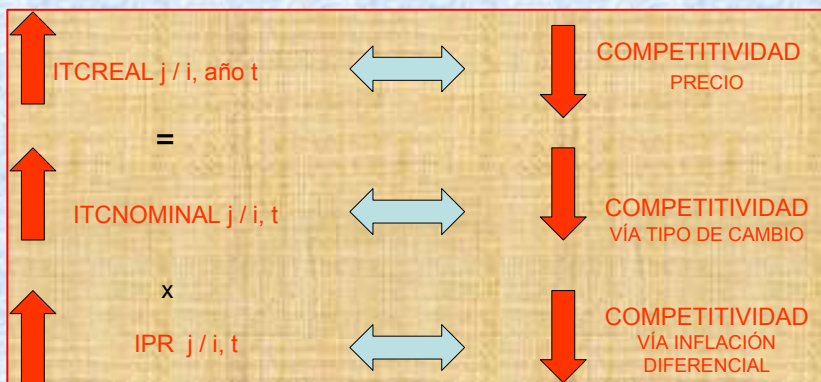 ITCREAL j / i, año t
COMPETITIVIDAD
PRECIO
=
ITCNOMINAL j / i, t
COMPETITIVIDAD
VÍA TIPO DE CAMBIO
x
IPR j / i, t
COMPETITIVIDAD
VÍA INFLACIÓN
DIFERENCIAL